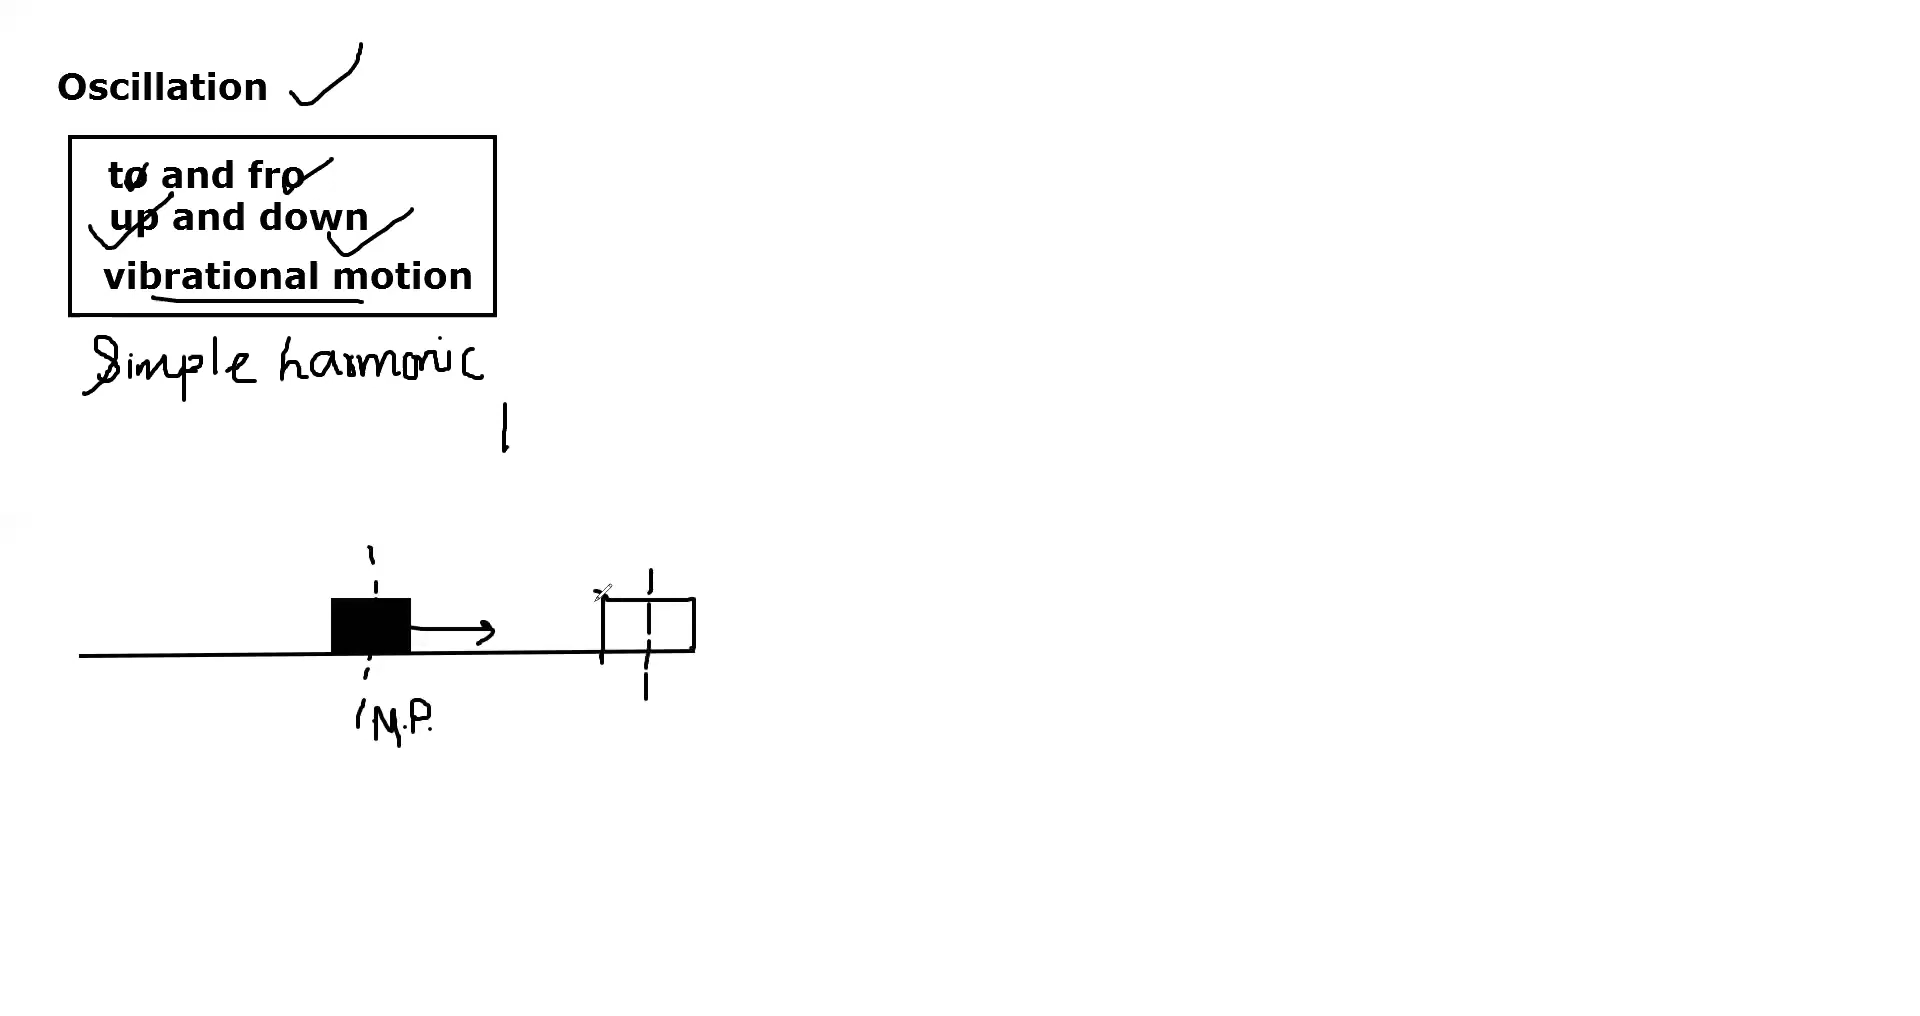 Oscillation
to and fro
up and down
vibrational motion
Simple harmonic
M.P.